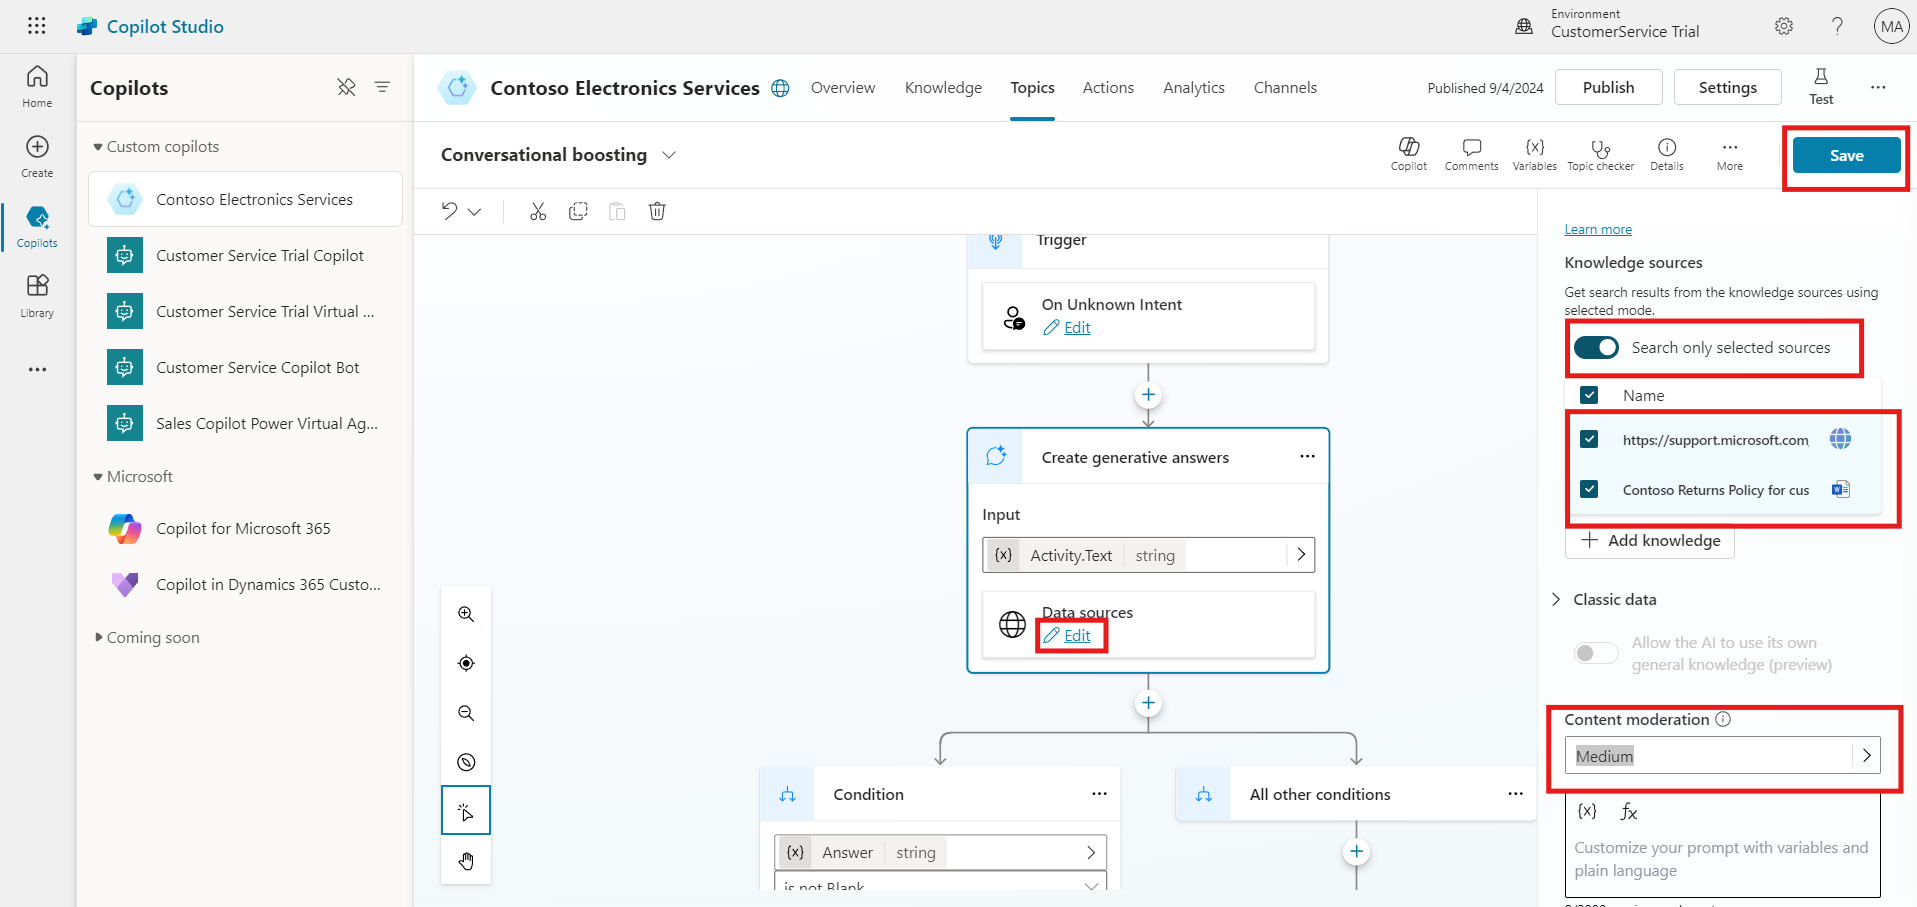 Copilot Studio
Environment
CustomerService Trial
MA
Home
Create
Copilots
Library
Copilots
Custom copilots
Contoso Electronics Services
Customer Service Trial Copilot
Customer Service Trial Virtual ...
Customer Service Copilot Bot
Sales Copilot Power Virtual Ag...
Microsoft
Copilot for Microsoft 365
Copilot in Dynamics 365 Custo...
Coming soon
Contoso Electronics Services
Overview
Knowledge
Topics
Actions
Analytics
Channels
Published 9/4/2024
Publish
Settings
Test
Conversational boosting
Copilot
Comments
Variables
Topic checker
Details
More
Save
Trigger
On Unknown Intent
Edit
Create generative answers
Input
{x} Activity.Text string
Data sources
Edit
Condition
{x} Answer string
is not Blank
All other conditions
Learn more
Knowledge sources
Get search results from the knowledge sources using
selected mode.
Search only selected sources
Name
https://support.microsoft.com
Contoso Returns Policy for cus
Add knowledge
Classic data
Allow the AI to use its own
general knowledge (preview)
Content moderation
Medium
{x} fx
Customize your prompt with variables and
plain language